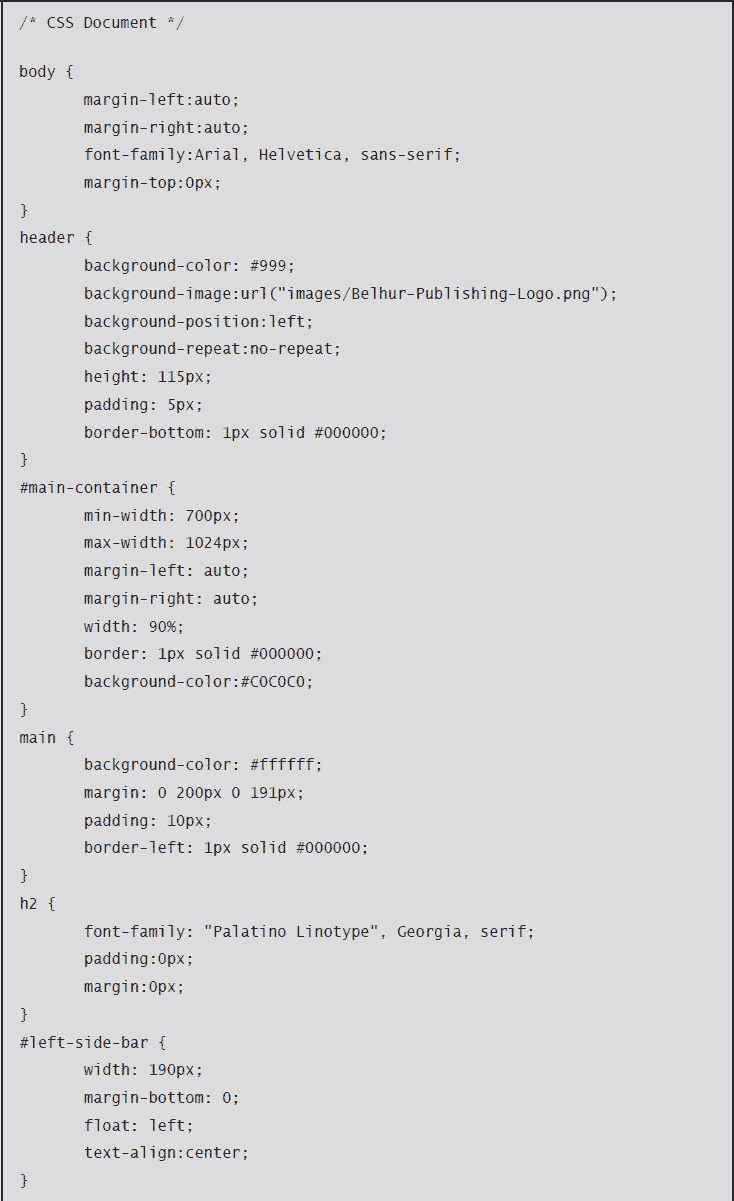 /* CSS Document */
body {
margin-left:auto;
margin-right:auto;
font-family:Arial, Helvetica, sans-serif;
margin-top:0px;
}
header {
background-color: #999;
background-image:url("images/Belhur-Publishing-Logo.png");
background-position:left;
background-repeat:no-repeat;
height: 115px;
padding: 5px;
border-bottom: 1px solid #000000;
}
#main-container {
min-width: 700px;
max-width: 1024px;
margin-left: auto;
margin-right: auto;
width: 90%;
border: 1px solid #000000;
background-color:#C0C0C0;
}
main {
background-color: #ffffff;
margin: 0 200px 0 191px;
padding: 10px;
border-left: 1px solid #000000;
}
h2 {
font-family: "Palatino Linotype", Georgia, serif;
padding:0px;
margin:0px;
}
#left-side-bar {
width: 190px;
margin-bottom: 0;
float: left;
text-align:center;
}